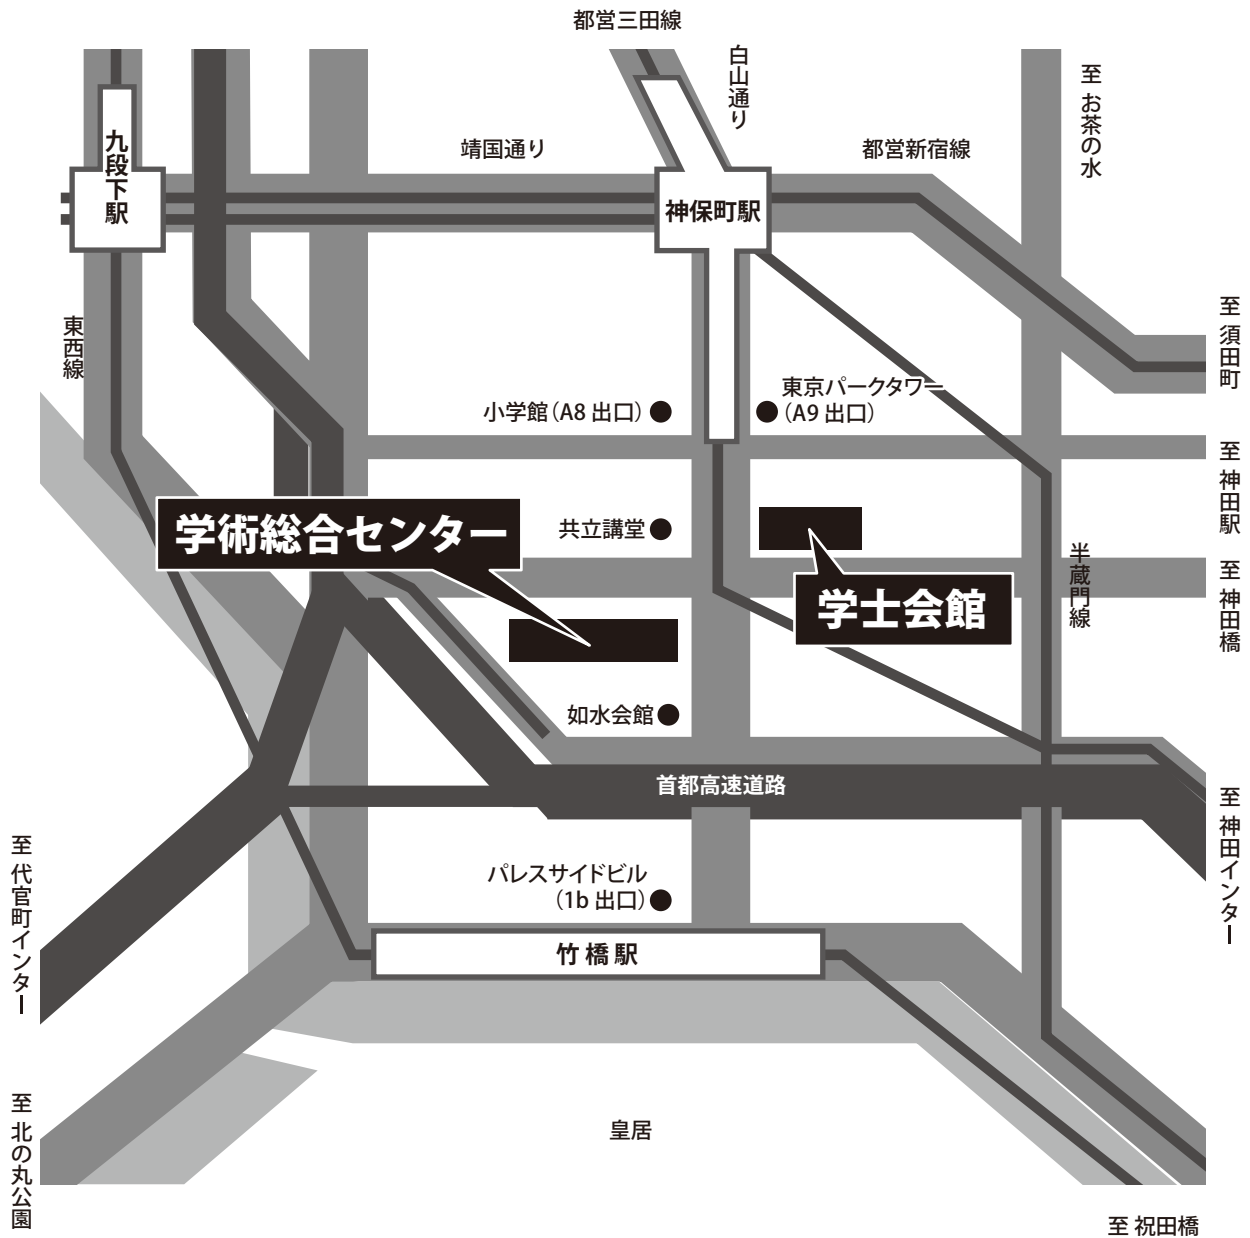 都営三田線
白山通り
至 お茶の水
靖国通り
都営新宿線
九段下駅
神保町駅
東西線
至 須田町
小学館（A8 出口）
東京パークタワー
（A9 出口）
至 神田駅
学術総合センター
共立講堂
半蔵門線
至 神田橋
学士会館
如水会館
首都高速道路
至 神田インター
至 代官町インター
パレスサイドビル
（1b 出口）
竹橋駅
至 北の丸公園
皇居
至 祝田橋